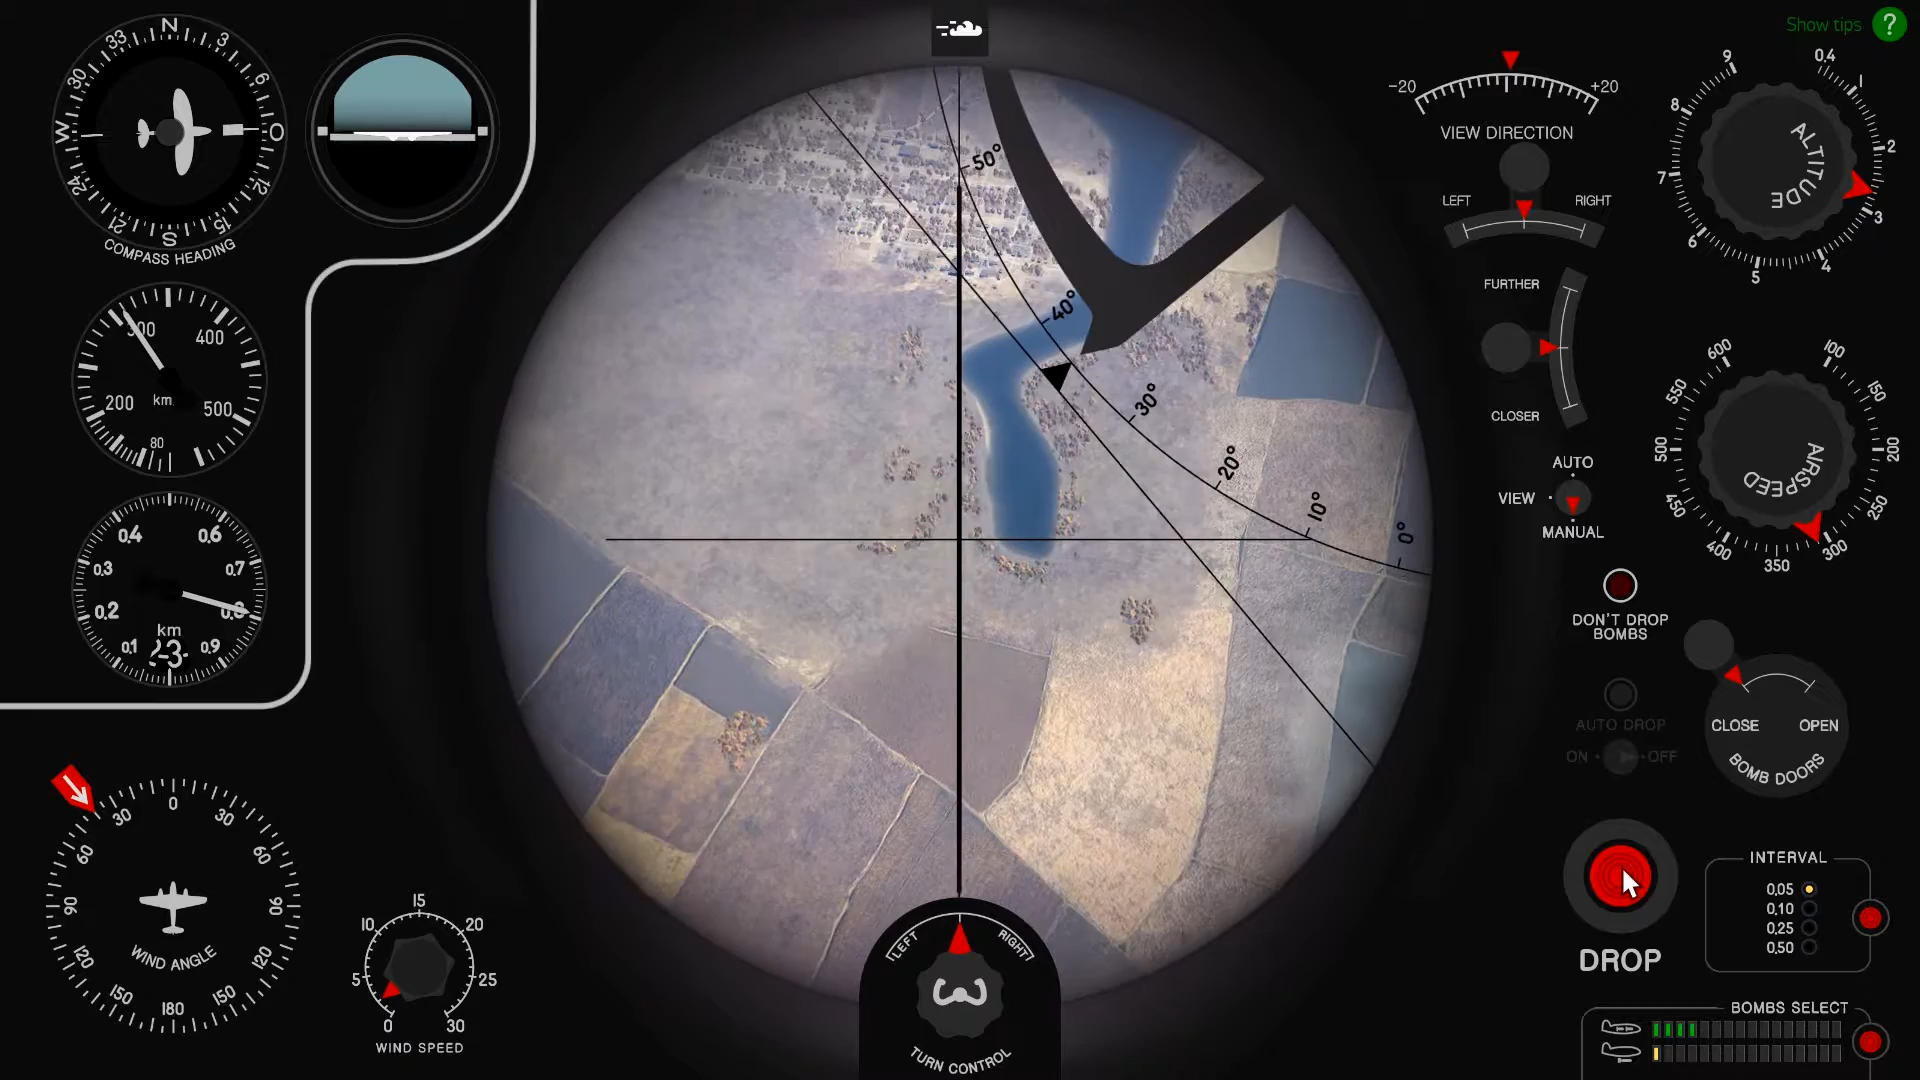 Show tips ?
N 3 6 O 12 15 S 21 24 W 30 33
COMPASS HEADING
300 400
200 km 500
80
0.4 0.6
0.3 0.7
0.2 0.8
km
0.1 0.9
0 30 60 90 120 150 180 150 120 90 60 30
WIND ANGLE
0 5 10 15 20 25 30
WIND SPEED
50°
40°
30°
20°
10°
0°
LEFT RIGHT
TURN CONTROL
-20 +20
VIEW DIRECTION
LEFT RIGHT
FURTHER
CLOSER
AUTO
VIEW
MANUAL
0.4 1 2 3 4 5 6 7 8 9
ALTITUDE
100 150 200 250 300 350 400 450 500 550 600
AIRSPEED
DON'T DROP
BOMBS
AUTO DROP
ON OFF
CLOSE OPEN
BOMB DOORS
DROP
INTERVAL
0,05
0,10
0,25
0,50
BOMBS SELECT